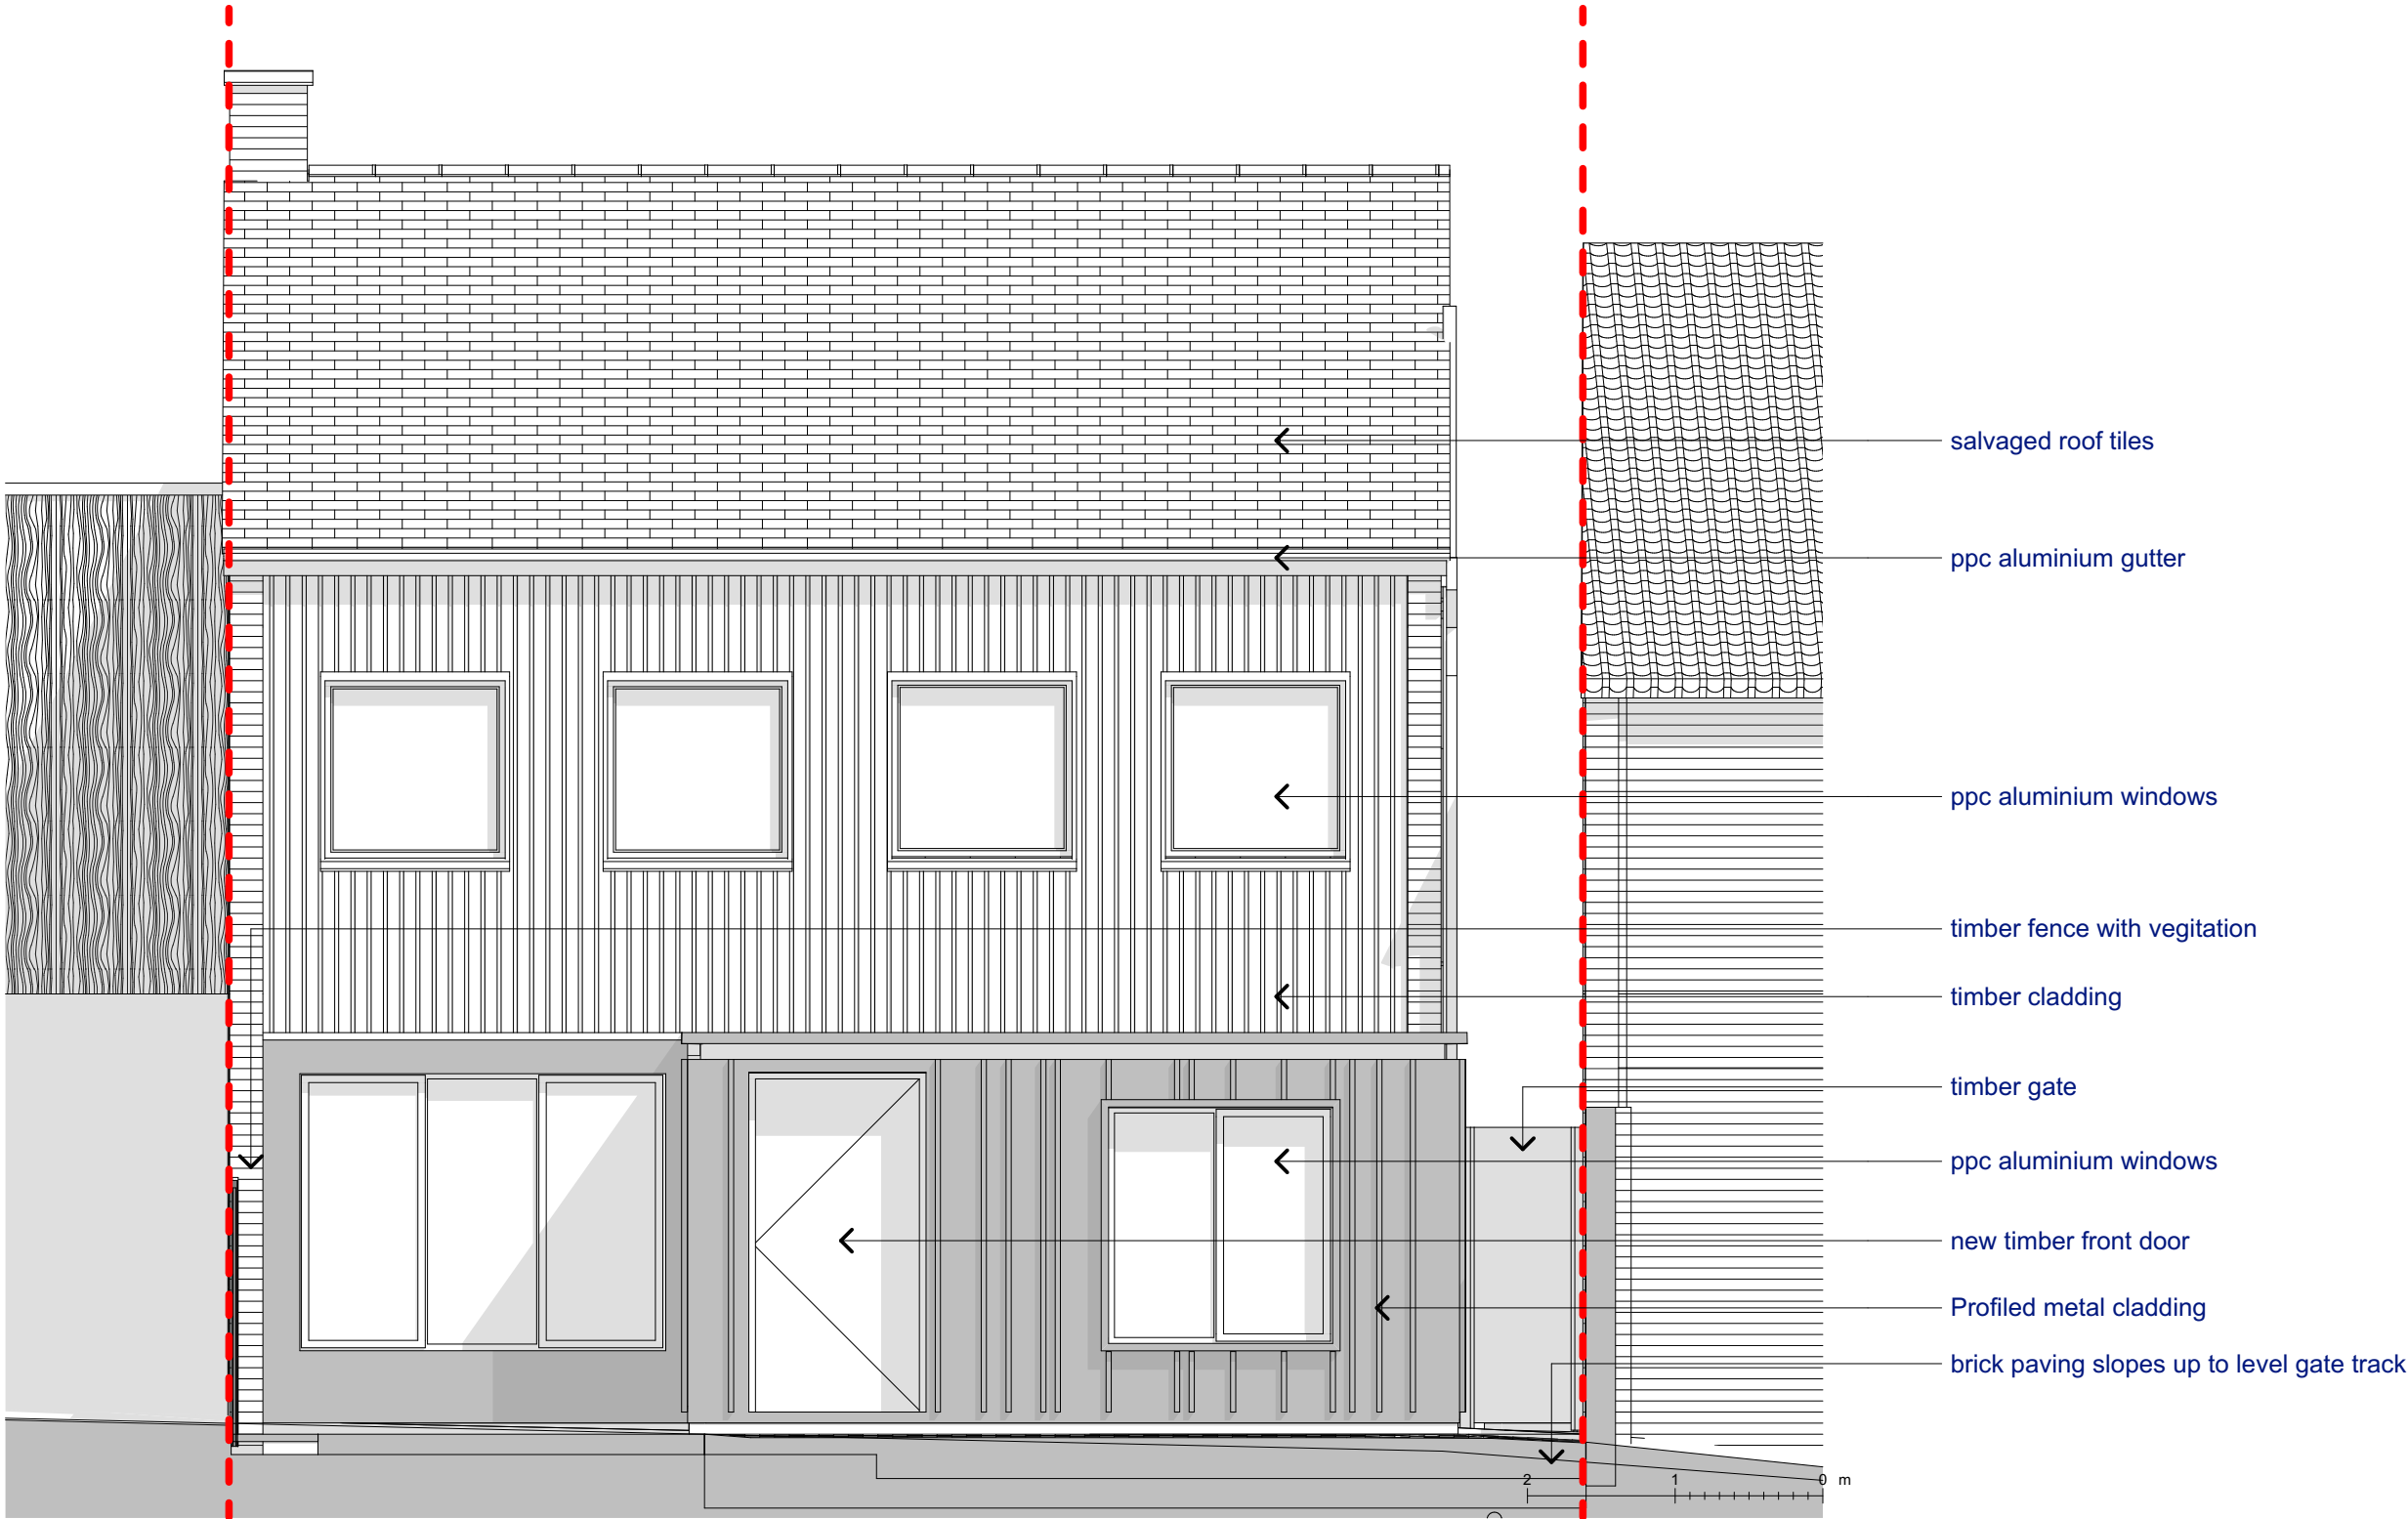 salvaged roof tiles
ppc aluminium gutter
ppc aluminium windows
timber fence with vegitation
timber cladding
timber gate
ppc aluminium windows
new timber front door
Profiled metal cladding
brick paving slopes up to level gate track
2 1 0 m